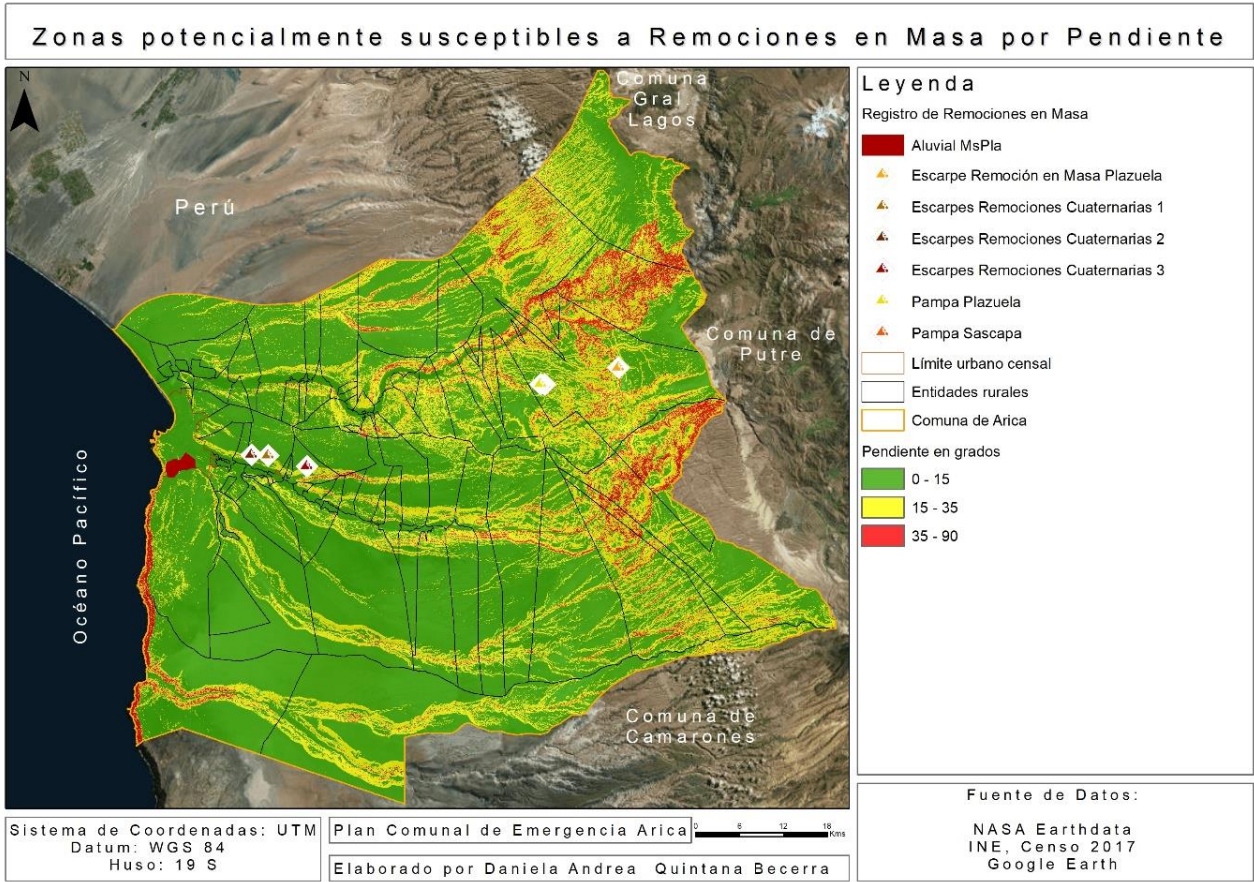 Zonas potencialmente susceptibles a Remociones en Masa por Pendiente
N
Comuna
Gral
Lagos
Perú
Comuna de
Putre
Océano Pacífico
Comuna de
Camarones
Leyenda
Registro de Remociones en Masa
Aluvial MsPla
Escarpe Remoción en Masa Plazuela
Escarpes Remociones Cuaternarias 1
Escarpes Remociones Cuaternarias 2
Escarpes Remociones Cuaternarias 3
Pampa Plazuela
Pampa Sascapa
Límite urbano censal
Entidades rurales
Comuna de Arica
Pendiente en grados
0 - 15
15 - 35
35 - 90
Sistema de Coordenadas: UTM
Datum: WGS 84
Huso: 19 S
Plan Comunal de Emergencia Arica
0 6 12 18
Kms
Elaborado por Daniela Andrea Quintana Becerra
Fuente de Datos:
NASA Earthdata
INE, Censo 2017
Google Earth